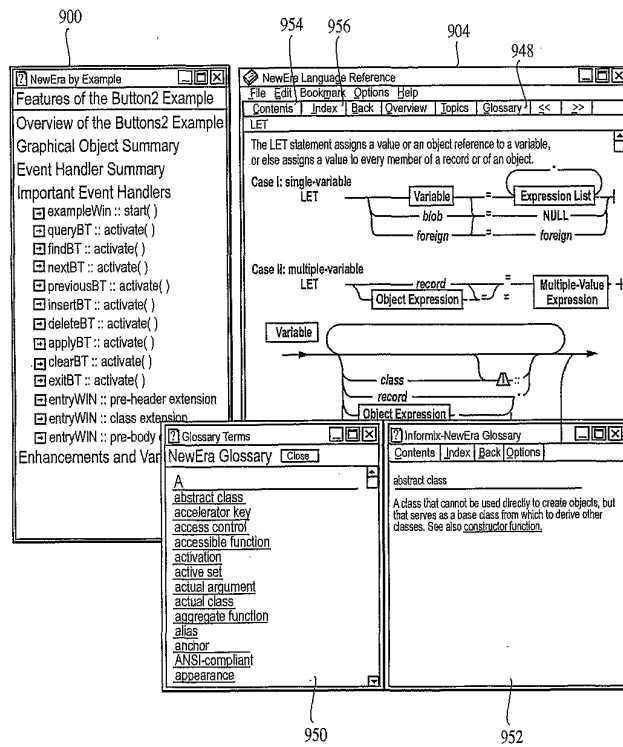 900
954
956
904
948
NewEra by Example
Features of the Button2 Example
Overview of the Buttons2 Example
Graphical Object Summary
Event Handler Summary
Important Event Handlers
exampleWin :: start( )
queryBT :: activate( )
findBT :: activate( )
nextBT :: activate( )
previousBT :: activate( )
insertBT :: activate( )
deleteBT :: activate( )
applyBT :: activate( )
clearBT :: activate( )
exitBT :: activate( )
entryWIN :: pre-header extension
entryWIN :: class extension
entryWIN :: pre-body
Enhancements and Var
NewEra Language Reference
File Edit Bookmark Options Help
Contents Index Back Overview Topics Glossary << >>
LET
The LET statement assigns a value or an object reference to a variable,
or else assigns a value to every member of a record or of an object.
Case I: single-variable
LET Variable = Expression List
blob = NULL
foreign = foreign
Case II: multiple-variable
LET record = Multiple-Value
Object Expression = Expression
Variable
class ::
record
Object Expression
? Glossary Terms
NewEra Glossary Close
A
abstract class
accelerator key
access control
accessible function
activation
active set
actual argument
actual class
aggregate function
alias
anchor
ANSI-compliant
appearance
? Informix-NewEra Glossary
Contents Index Back Options
abstract class
A class that cannot be used directly to create objects, but
that serves as a base class from which to derive other
classes. See also constructor function.
950
952